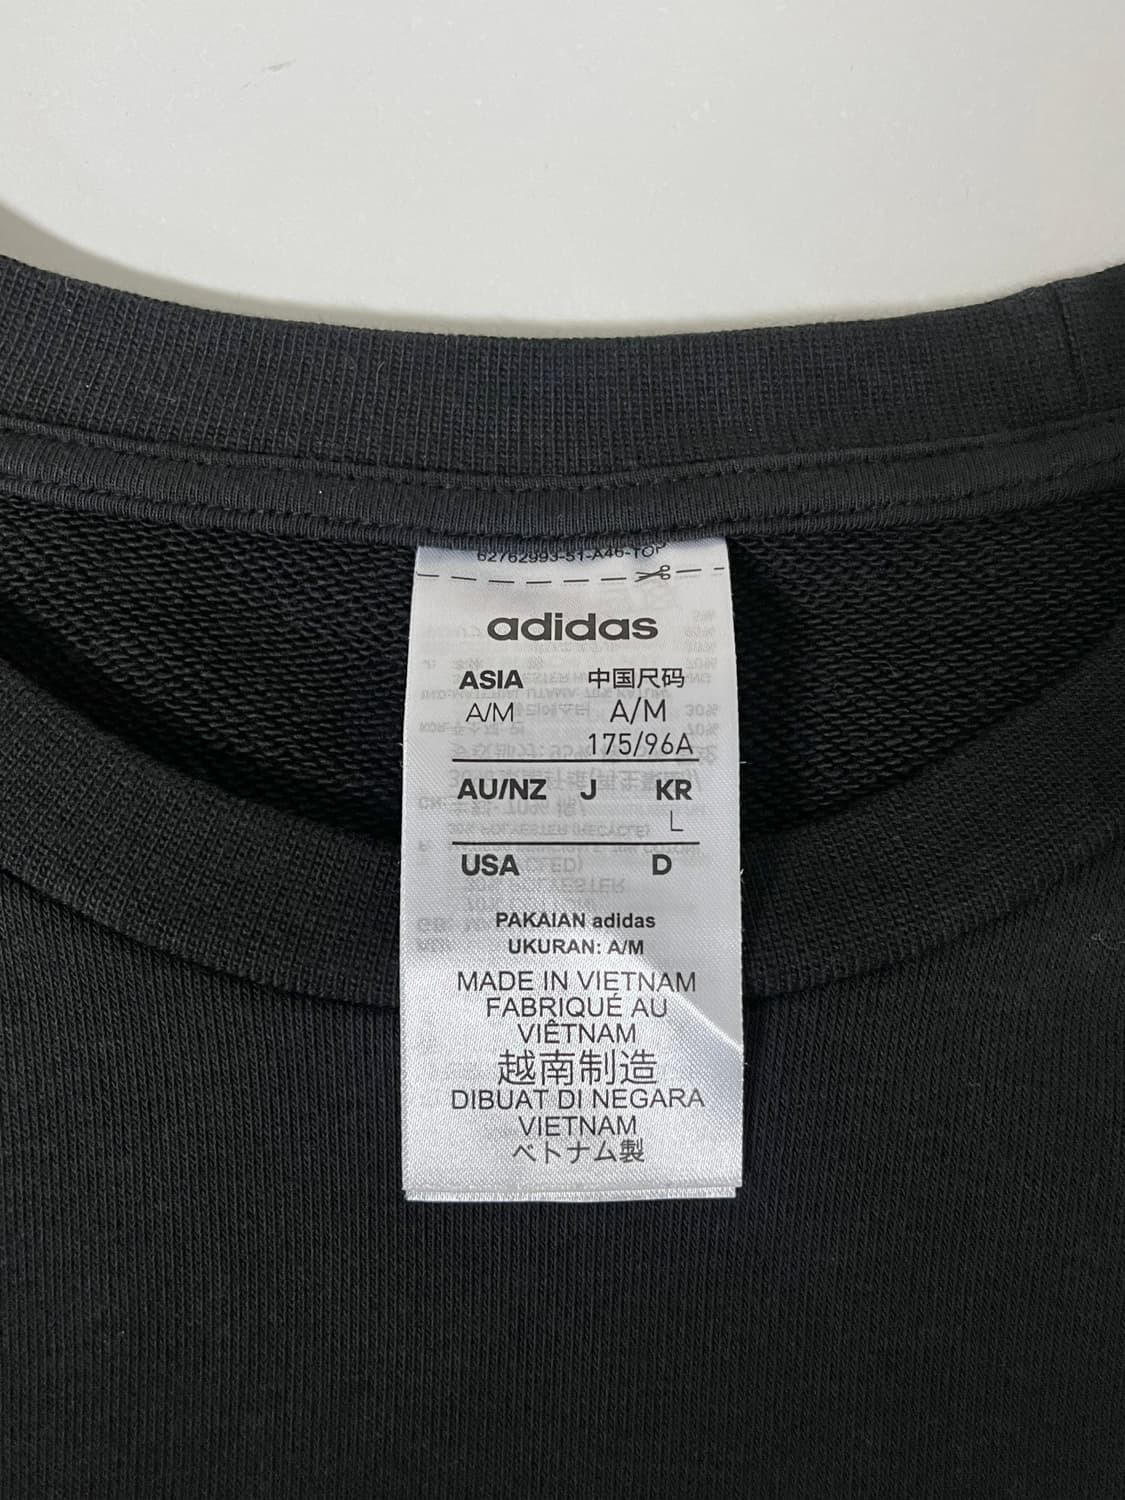 62762993-51-A46-TOP
adidas
ASIA 中国尺码
A/M A/M
175/96A
AU/NZ J KR
L
USA D
PAKAIAN adidas
UKURAN: A/M
MADE IN VIETNAM
FABRIQUÉ AU
VIÊTNAM
越南制造
DIBUAT DI NEGARA
VIETNAM
ベトナム製